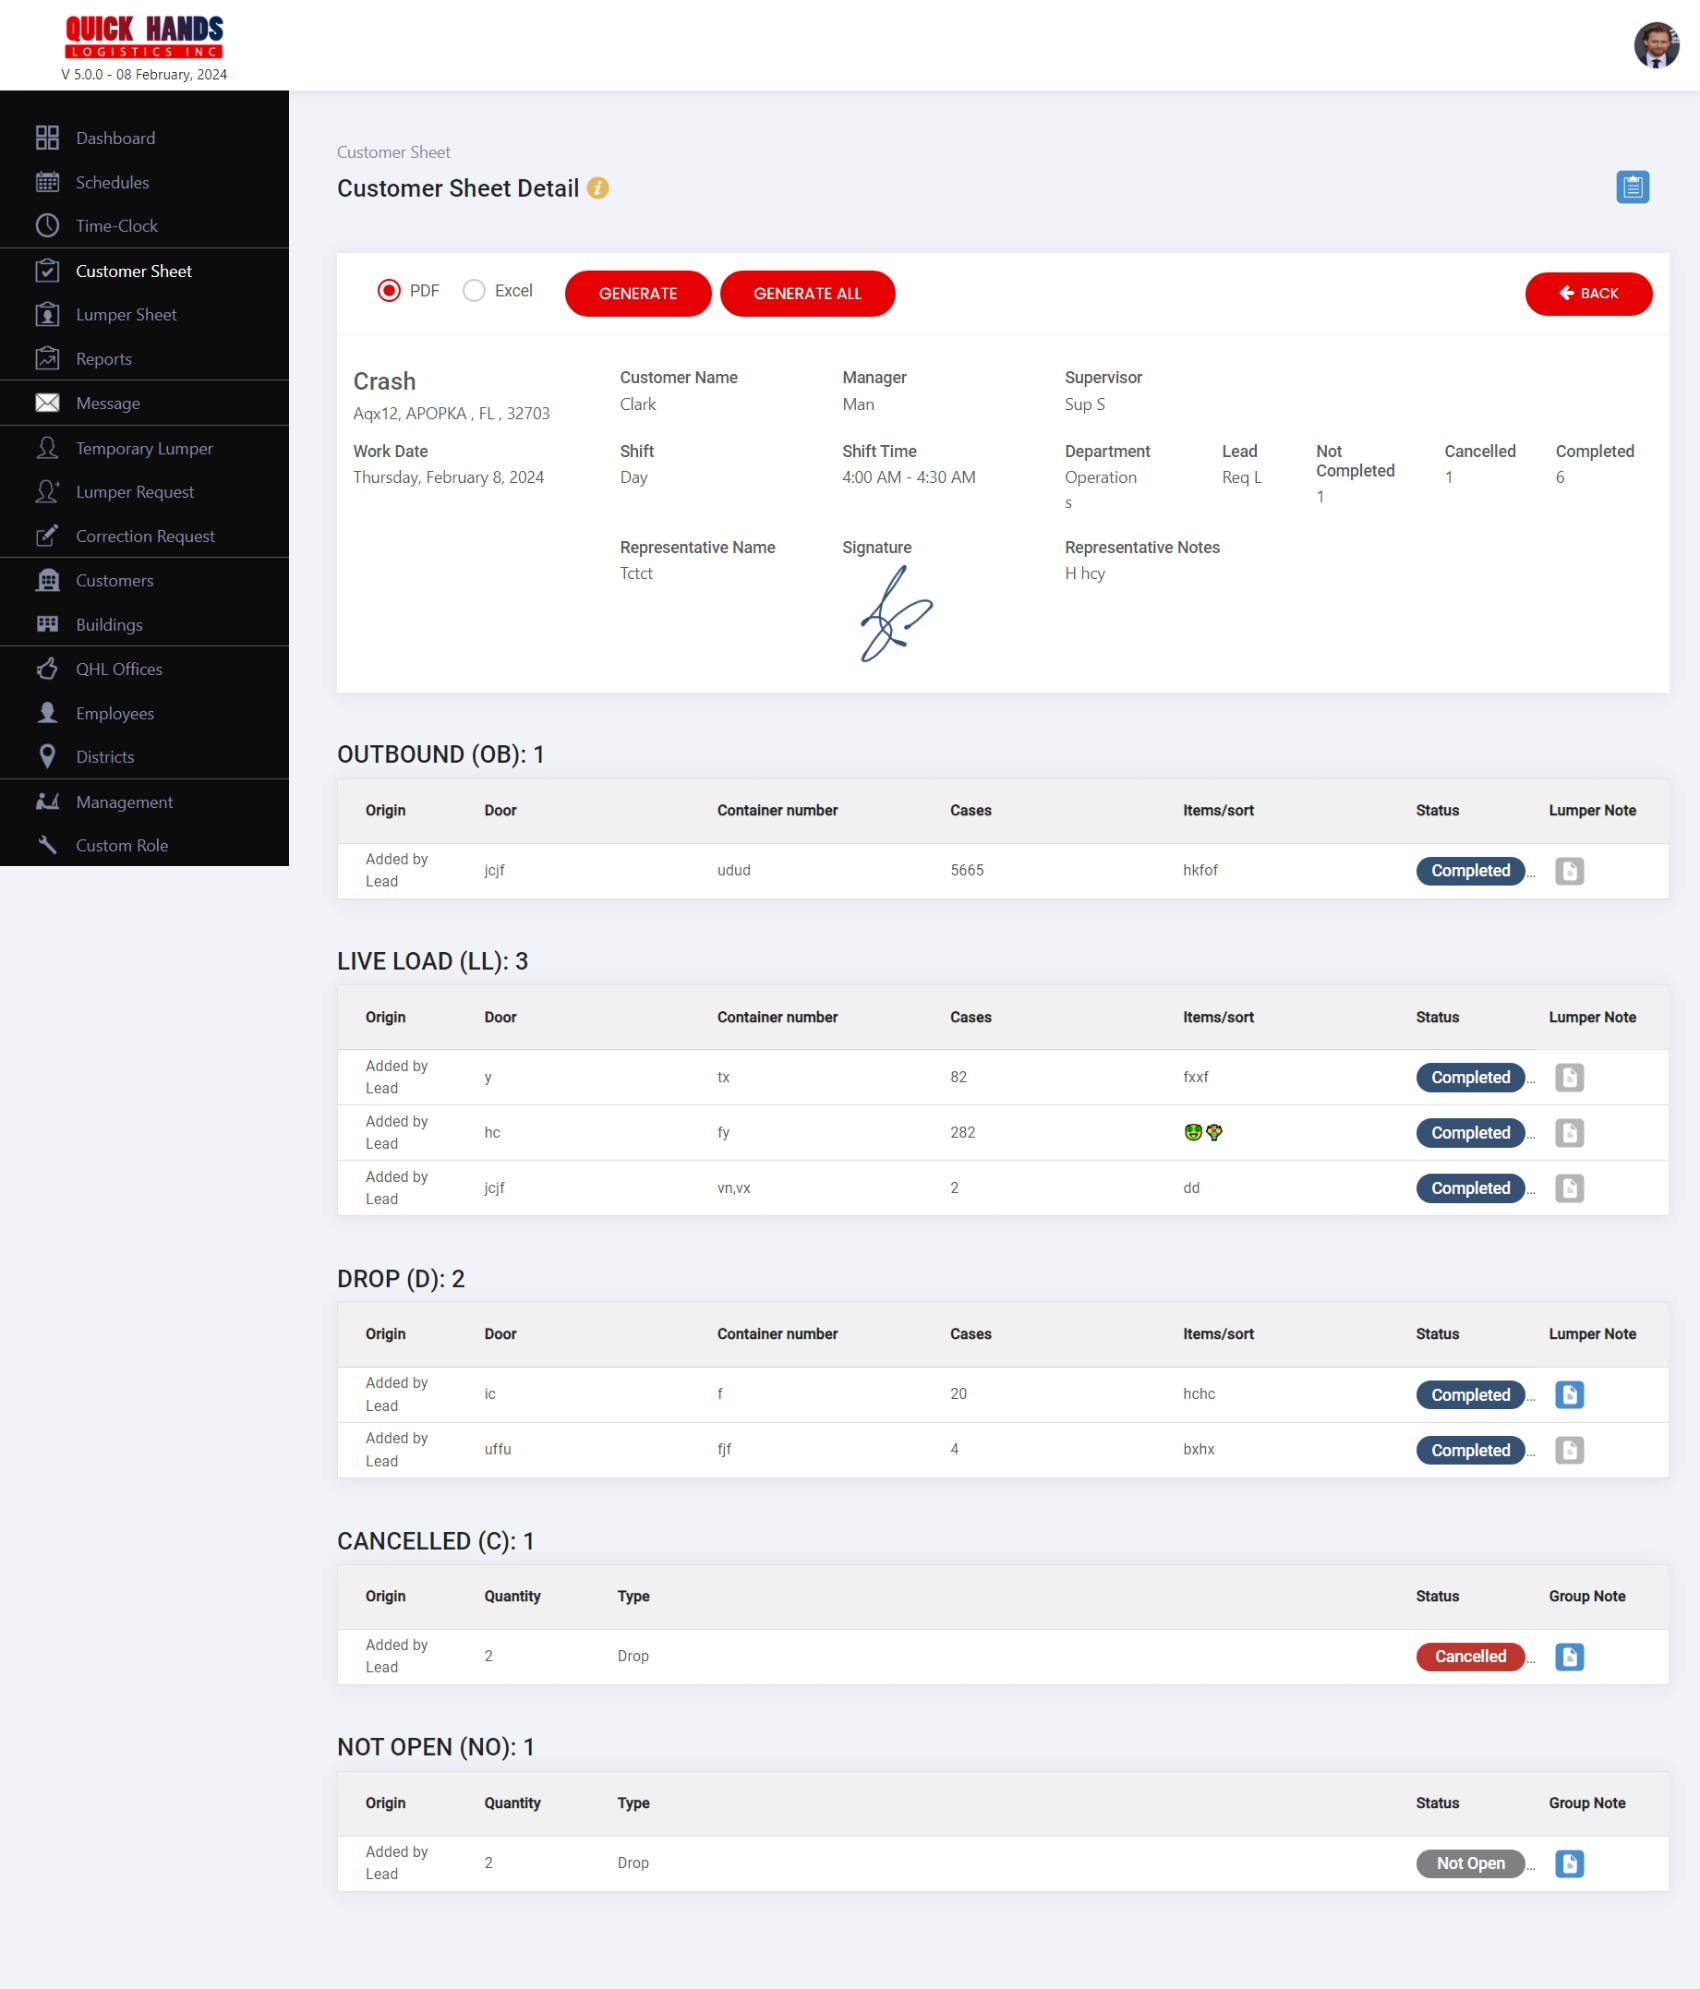 QUICK HANDS
LOGISTICS INC
V 5.0.0 - 08 February, 2024
Dashboard
Schedules
Time-Clock
Customer Sheet
Lumper Sheet
Reports
Message
Temporary Lumper
Lumper Request
Correction Request
Customers
Buildings
QHL Offices
Employees
Districts
Management
Custom Role
Customer Sheet
Customer Sheet Detail i
PDF Excel GENERATE GENERATE ALL BACK
Crash
Aqx12, APOPKA , FL , 32703
Customer Name
Clark
Manager
Man
Supervisor
Sup S
Work Date
Thursday, February 8, 2024
Shift
Day
Shift Time
4:00 AM - 4:30 AM
Department
Operation
s
Lead
Req L
Not
Completed
1
Cancelled
1
Completed
6
Representative Name
Tctct
Signature
Representative Notes
H hcy
OUTBOUND (OB): 1
Origin Door Container number Cases Items/sort Status Lumper Note
Added by
Lead
jcjf udud 5665 hkfof Completed ...
LIVE LOAD (LL): 3
Origin Door Container number Cases Items/sort Status Lumper Note
Added by
Lead
y tx 82 fxxf Completed ...
Added by
Lead
hc fy 282 Completed ...
Added by
Lead
jcjf vn,vx 2 dd Completed ...
DROP (D): 2
Origin Door Container number Cases Items/sort Status Lumper Note
Added by
Lead
ic f 20 hchc Completed ...
Added by
Lead
uffu fjf 4 bxhx Completed ...
CANCELLED (C): 1
Origin Quantity Type Status Group Note
Added by
Lead
2 Drop Cancelled ...
NOT OPEN (NO): 1
Origin Quantity Type Status Group Note
Added by
Lead
2 Drop Not Open ...